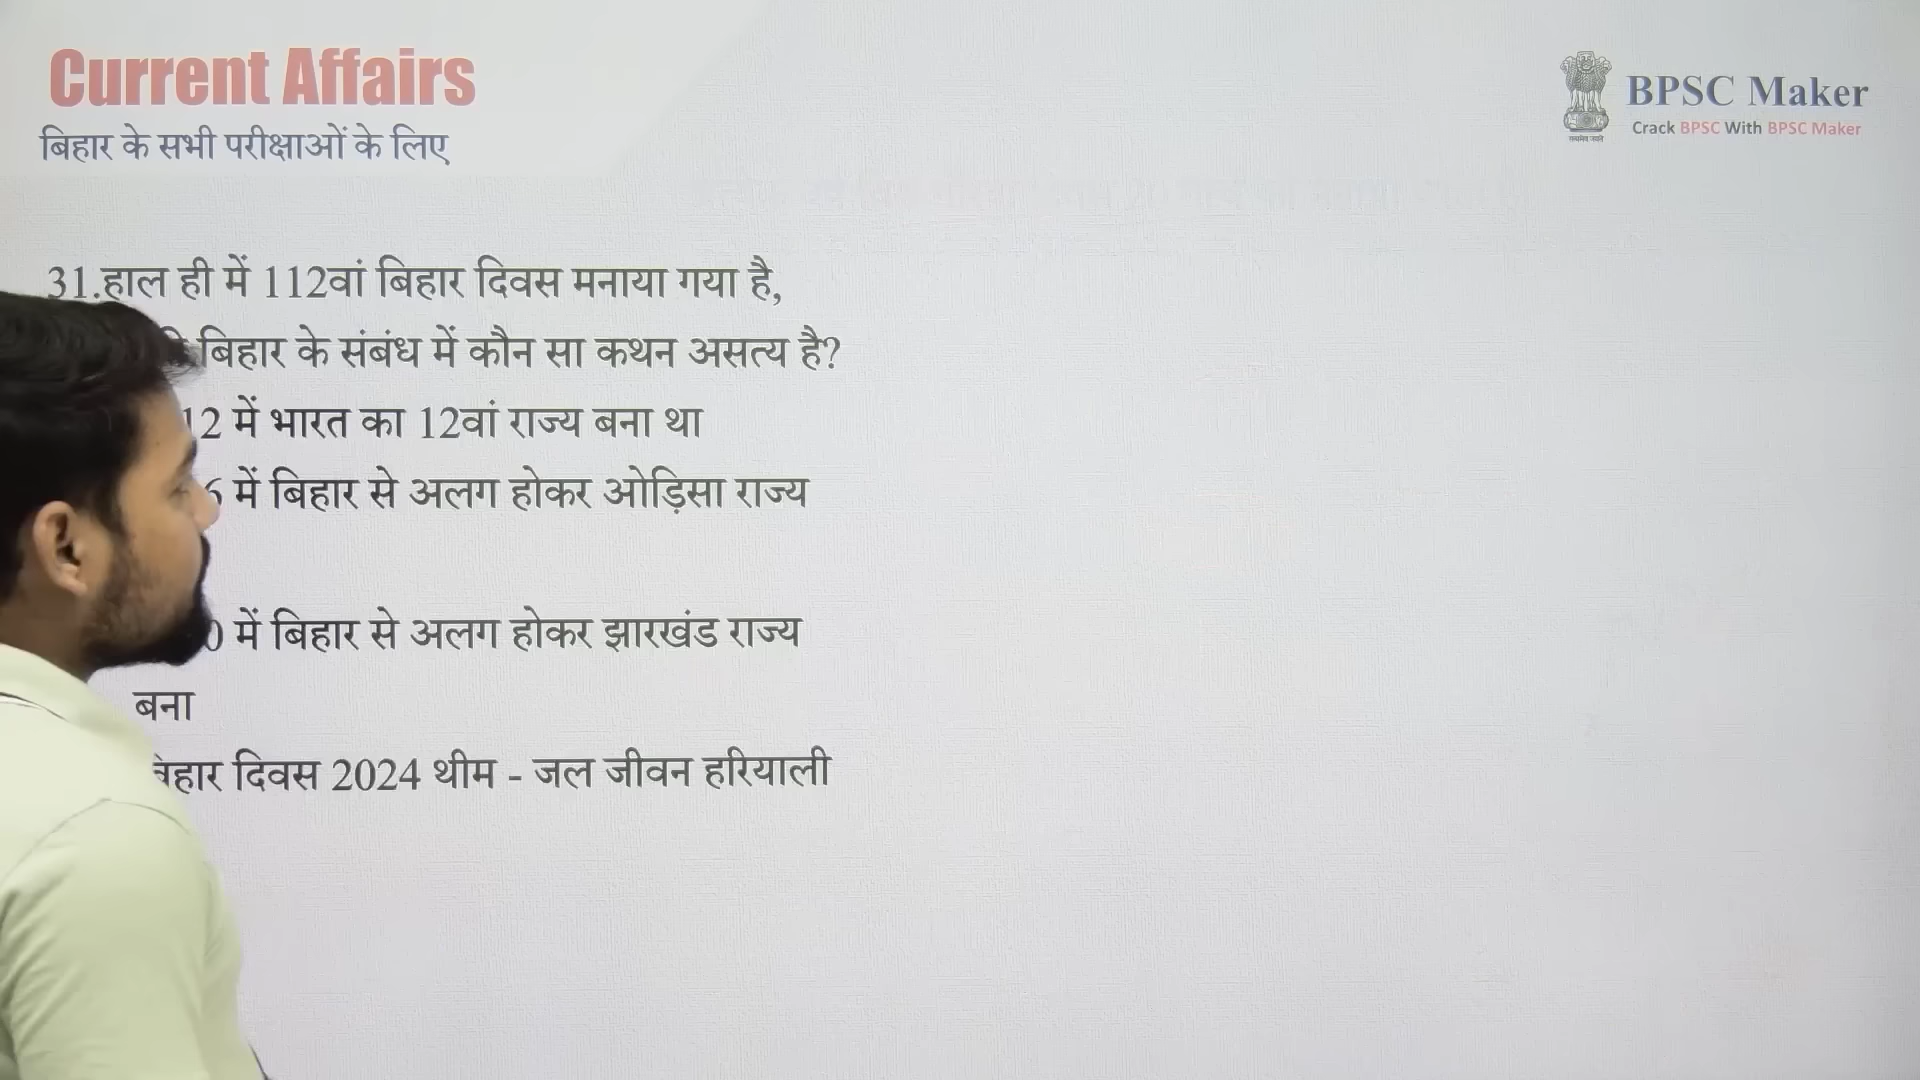 Current Affairs
बिहार के सभी परीक्षाओं के लिए
BPSC Maker
Crack BPSC With BPSC Maker
31.हाल ही में 112वां बिहार दिवस मनाया गया है,
बिहार के संबंध में कौन सा कथन असत्य है?
12 में भारत का 12वां राज्य बना था
6 में बिहार से अलग होकर ओड़िसा राज्य
0 में बिहार से अलग होकर झारखंड राज्य
बना
दिवस 2024 थीम - जल जीवन हरियाली